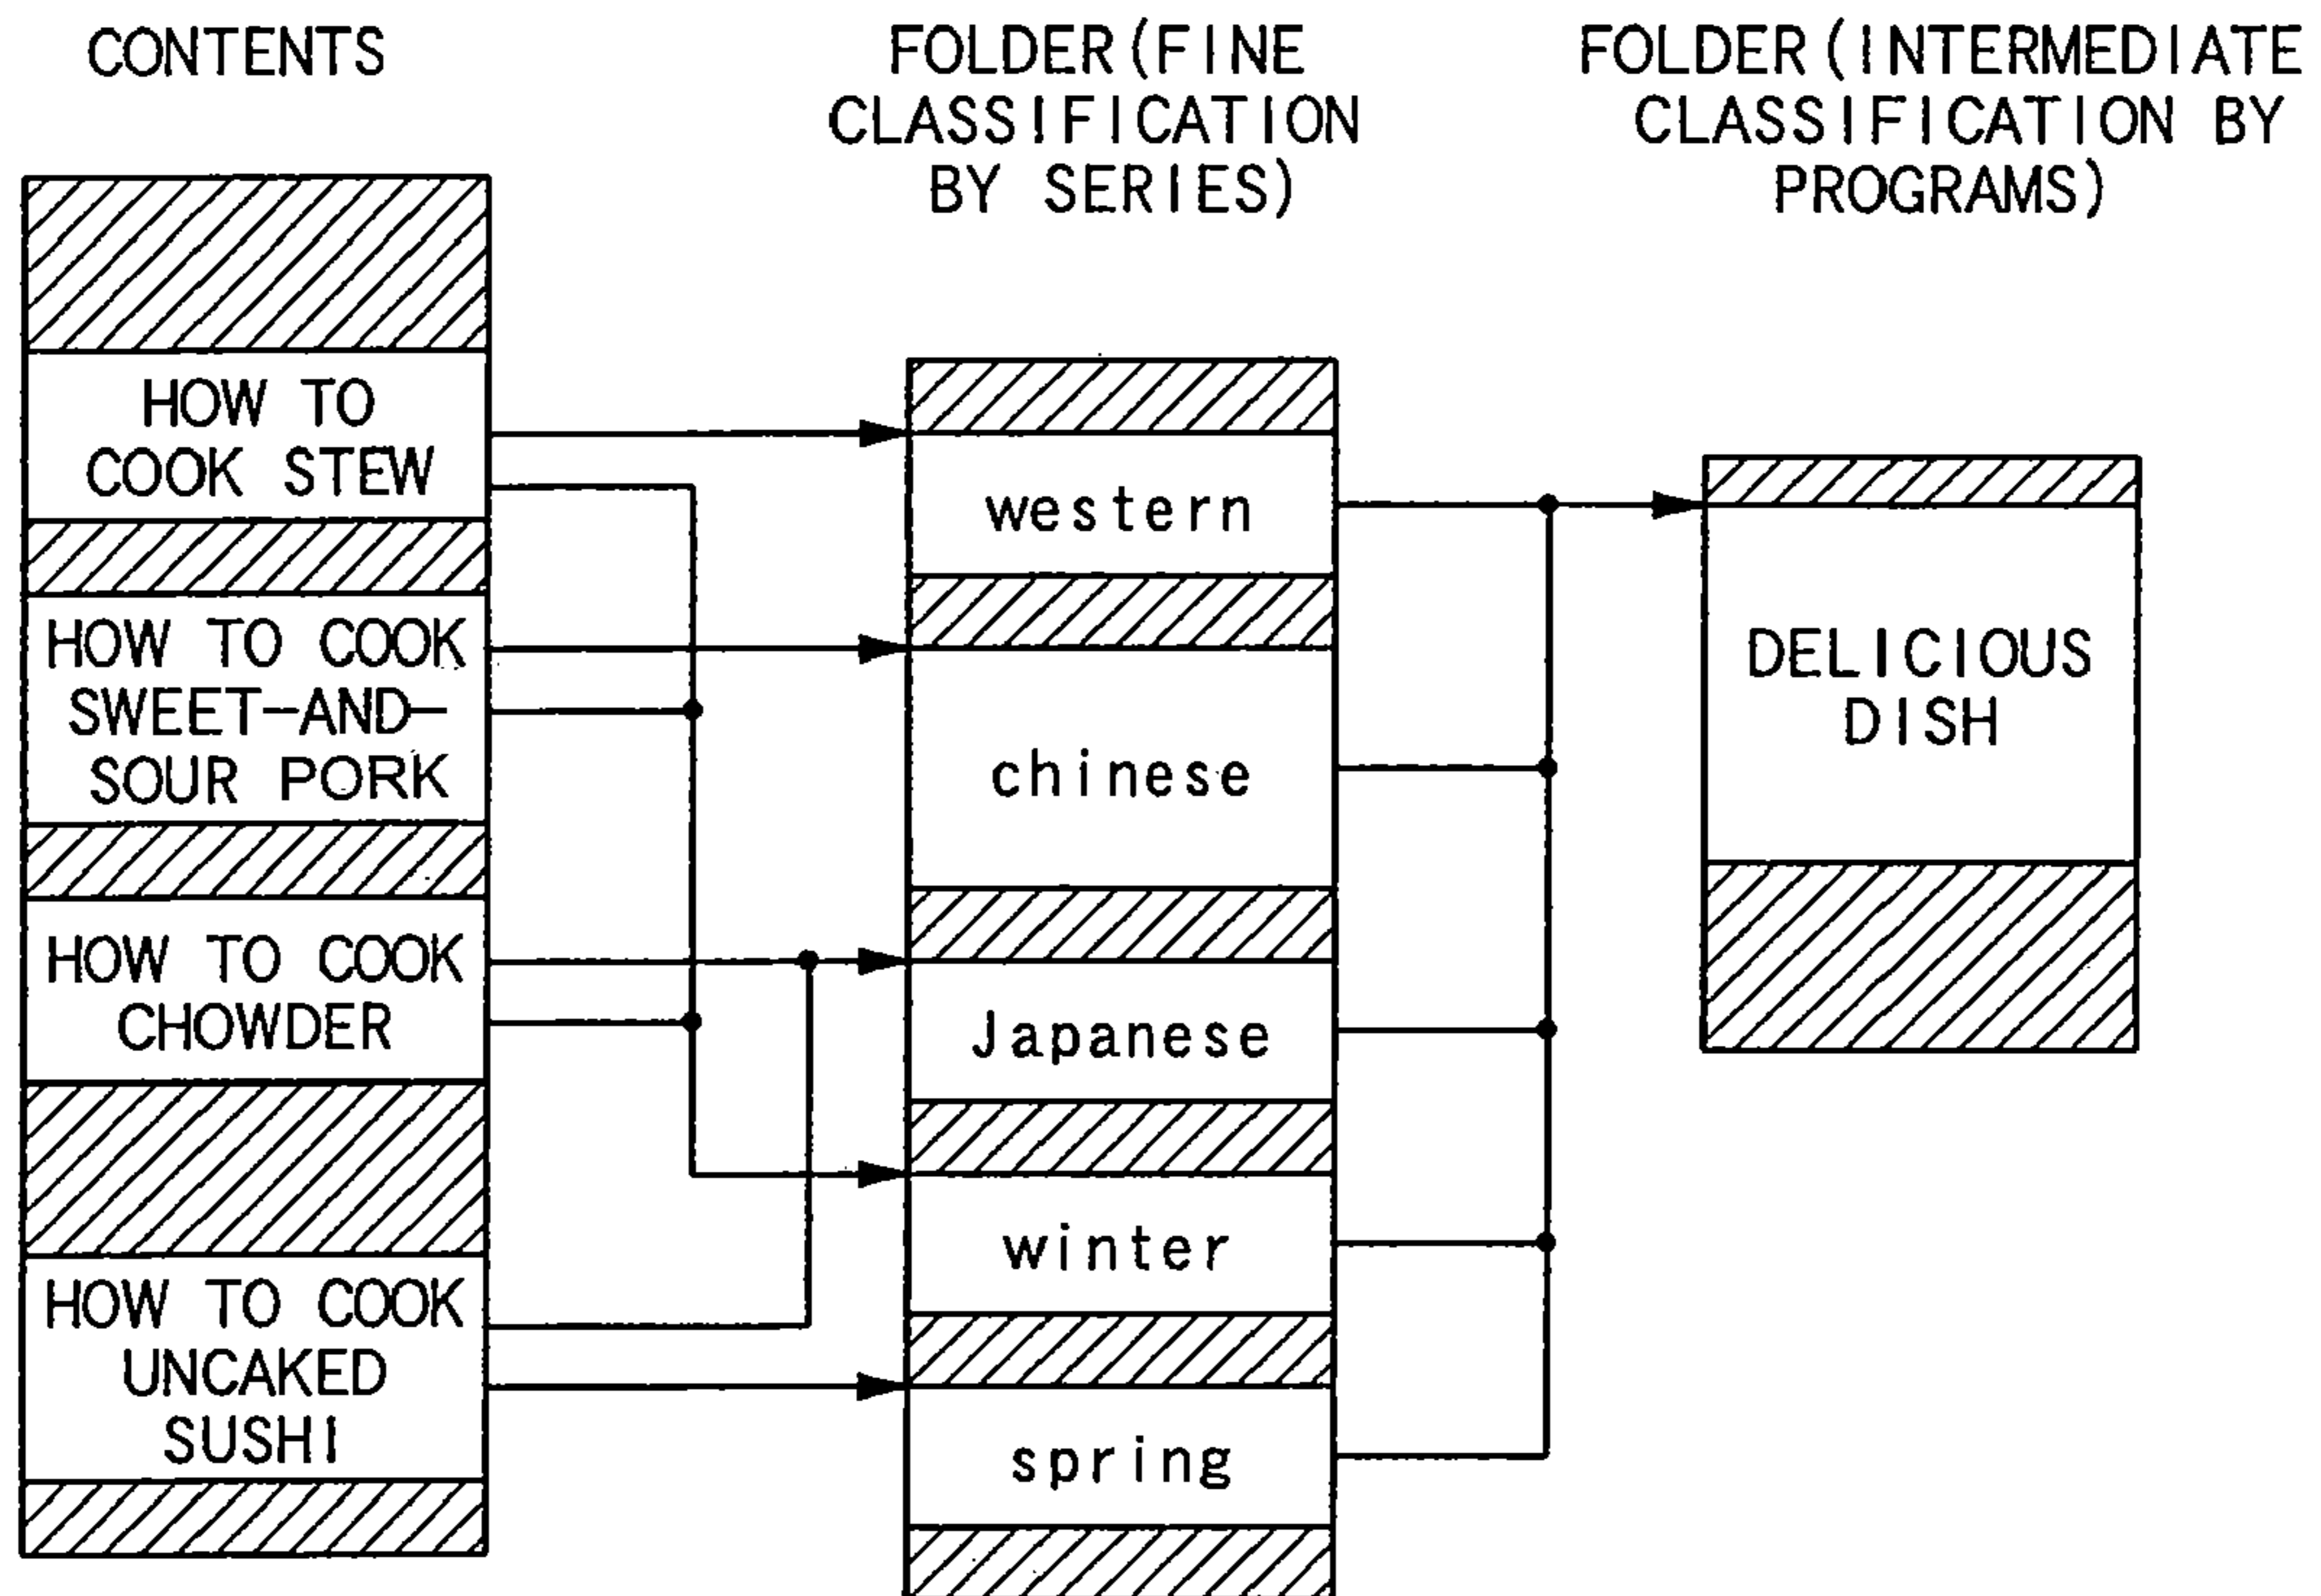 CONTENTS
FOLDER(FINE
CLASSIFICATION
BY SERIES)
FOLDER(INTERMEDIATE
CLASSIFICATION BY
PROGRAMS)
HOW TO
COOK STEW
HOW TO COOK
SWEET-AND-
SOUR PORK
HOW TO COOK
CHOWDER
HOW TO COOK
UNCAKED
SUSHI
western
chinese
Japanese
winter
spring
DELICIOUS
DISH